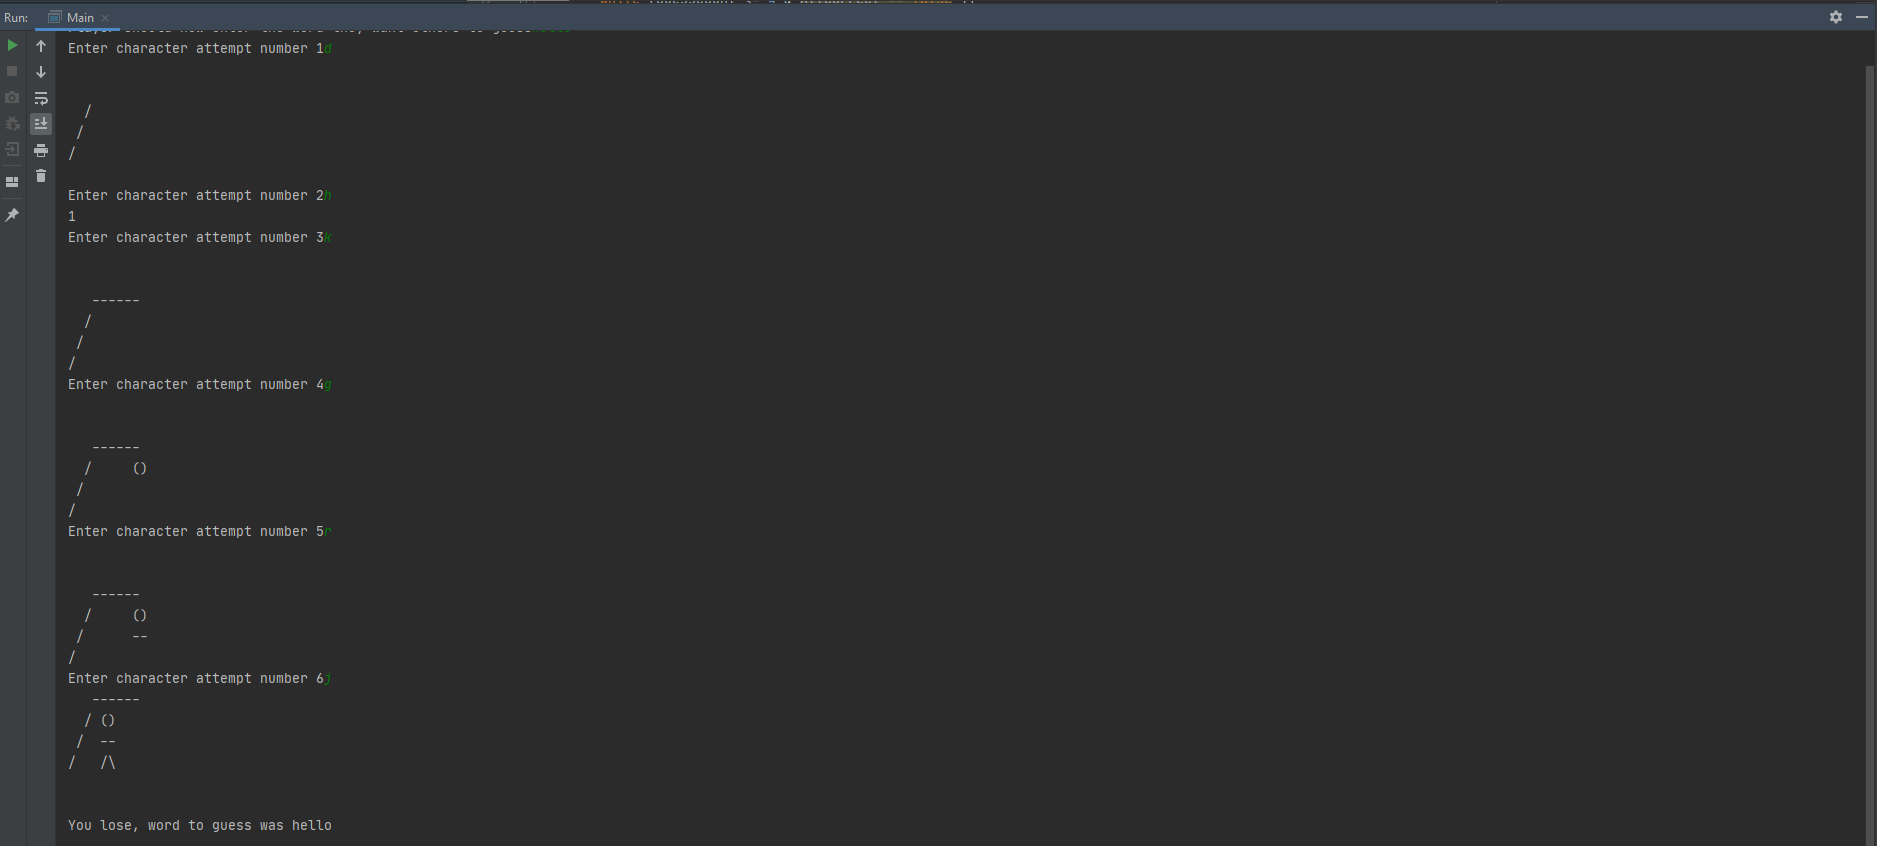 Run: Main
Enter character attempt number 1d
  /
 /
/
Enter character attempt number 2h
1
Enter character attempt number 3k
   ------
  /
 /
/
Enter character attempt number 4g
   ------
  /     ()
 /
/
Enter character attempt number 5r
   ------
  /     ()
 /      --
/
Enter character attempt number 6j
   ------
  / ()
 /  --
/   /\
You lose, word to guess was hello